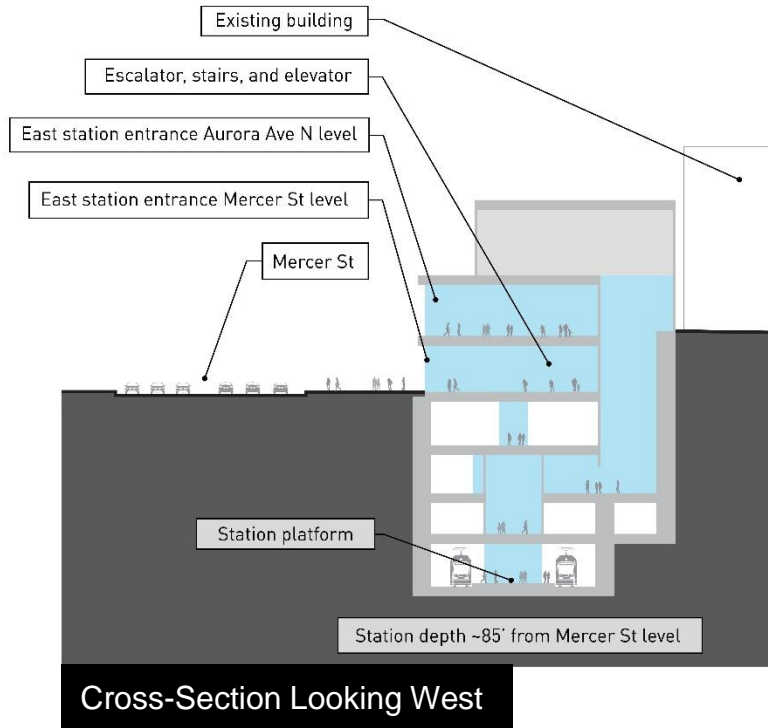 Existing building
Escalator, stairs, and elevator
East station entrance Aurora Ave N level
East station entrance Mercer St level
Mercer St
Station platform
Station depth ~85' from Mercer St level
Cross-Section Looking West